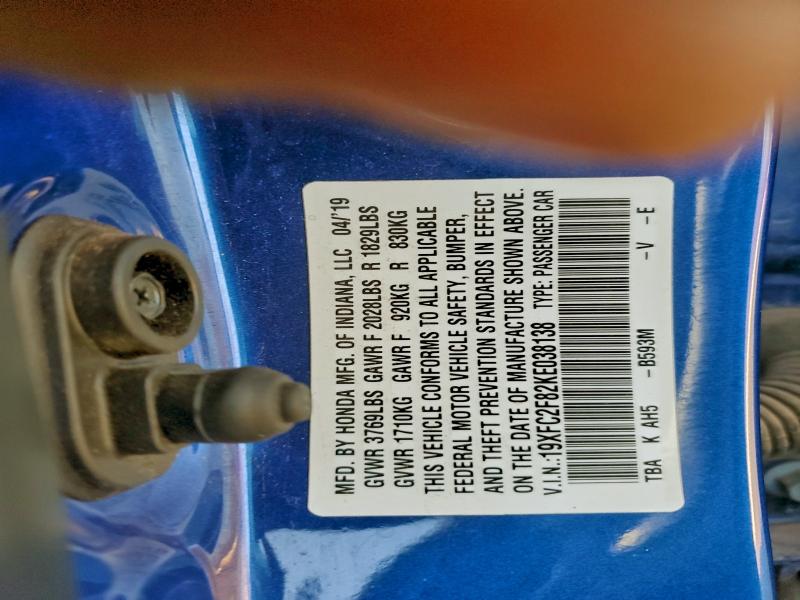 MFD. BY HONDA MFG. OF INDIANA, LLC 04/'19
GVWR 3769LBS GAWR F 2028LBS R 1829LBS
GVWR 1710KG GAWR F 920KG R 830KG
THIS VEHICLE CONFORMS TO ALL APPLICABLE
FEDERAL MOTOR VEHICLE SAFETY, BUMPER,
AND THEFT PREVENTION STANDARDS IN EFFECT
ON THE DATE OF MANUFACTURE SHOWN ABOVE.
V.I.N.:19XFC2F82KE038138 TYPE: PASSENGER CAR
TBA K AH5 -B593M -V -E